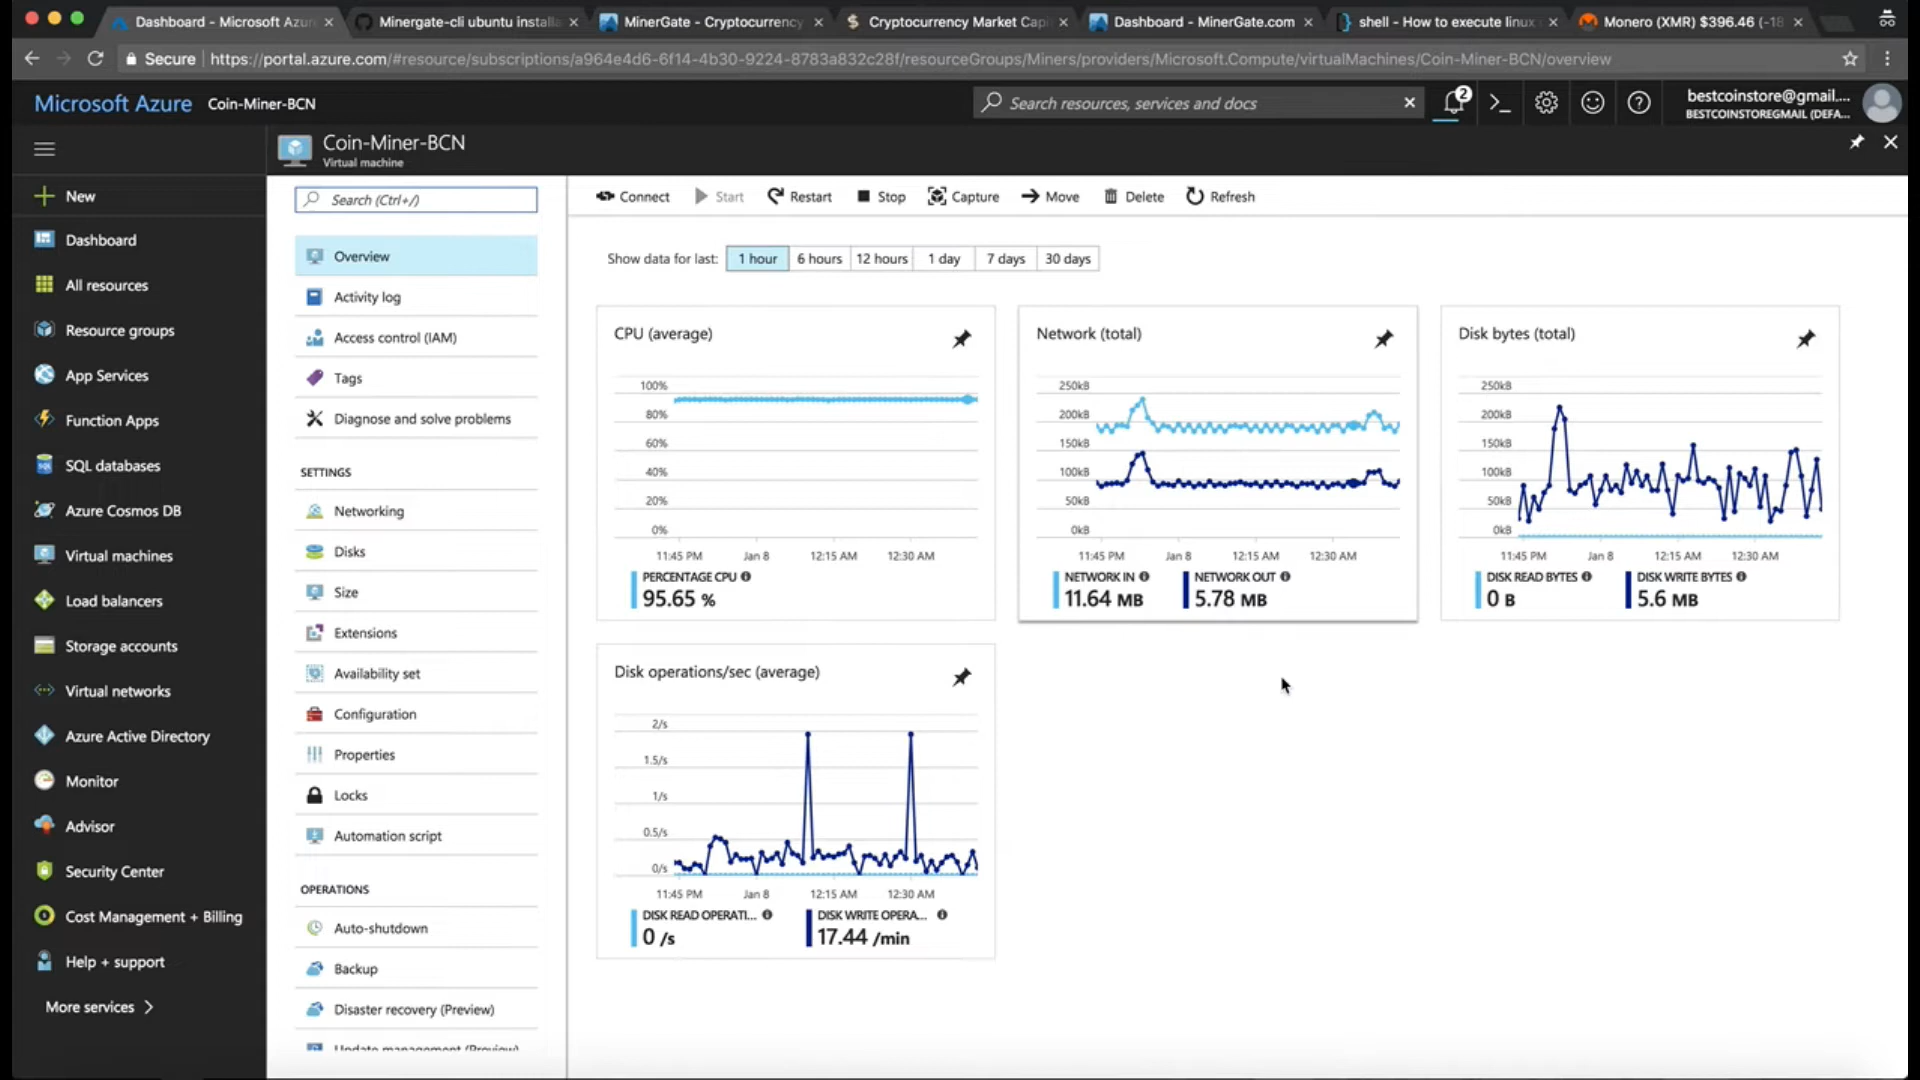 Dashboard - Microsoft Azur
Minergate-cli ubuntu installa
MinerGate - Cryptocurrency
Cryptocurrency Market Capi
Dashboard - MinerGate.com
shell - How to execute linux
Monero (XMR) $396.46 (-18
Secure
https://portal.azure.com/#resource/subscriptions/a964e4d6-6f14-4b30-9224-8783a832c28f/resourceGroups/Miners/providers/Microsoft.Compute/virtualMachines/Coin-Miner-BCN/overview
Microsoft Azure
Coin-Miner-BCN
Search resources, services and docs
2
bestcoinstore@gmail....
BESTCOINSTOREGMAIL (DEFA...
Coin-Miner-BCN
Virtual machine
New
Dashboard
All resources
Resource groups
App Services
Function Apps
SQL databases
Azure Cosmos DB
Virtual machines
Load balancers
Storage accounts
Virtual networks
Azure Active Directory
Monitor
Advisor
Security Center
Cost Management + Billing
Help + support
More services
Search (Ctrl+/)
Overview
Activity log
Access control (IAM)
Tags
Diagnose and solve problems
SETTINGS
Networking
Disks
Size
Extensions
Availability set
Configuration
Properties
Locks
Automation script
OPERATIONS
Auto-shutdown
Backup
Disaster recovery (Preview)
Update management (Preview)
Connect
Start
Restart
Stop
Capture
Move
Delete
Refresh
Show data for last:
1 hour
6 hours
12 hours
1 day
7 days
30 days
CPU (average)
100%
80%
60%
40%
20%
0%
11:45 PM
Jan 8
12:15 AM
12:30 AM
PERCENTAGE CPU
95.65 %
Network (total)
250kB
200kB
150kB
100kB
50kB
0kB
11:45 PM
Jan 8
12:15 AM
12:30 AM
NETWORK IN
11.64 MB
NETWORK OUT
5.78 MB
Disk bytes (total)
250kB
200kB
150kB
100kB
50kB
0kB
11:45 PM
Jan 8
12:15 AM
12:30 AM
DISK READ BYTES
0 B
DISK WRITE BYTES
5.6 MB
Disk operations/sec (average)
2/s
1.5/s
1/s
0.5/s
0/s
11:45 PM
Jan 8
12:15 AM
12:30 AM
DISK READ OPERATI...
0 /s
DISK WRITE OPERA...
17.44 /min